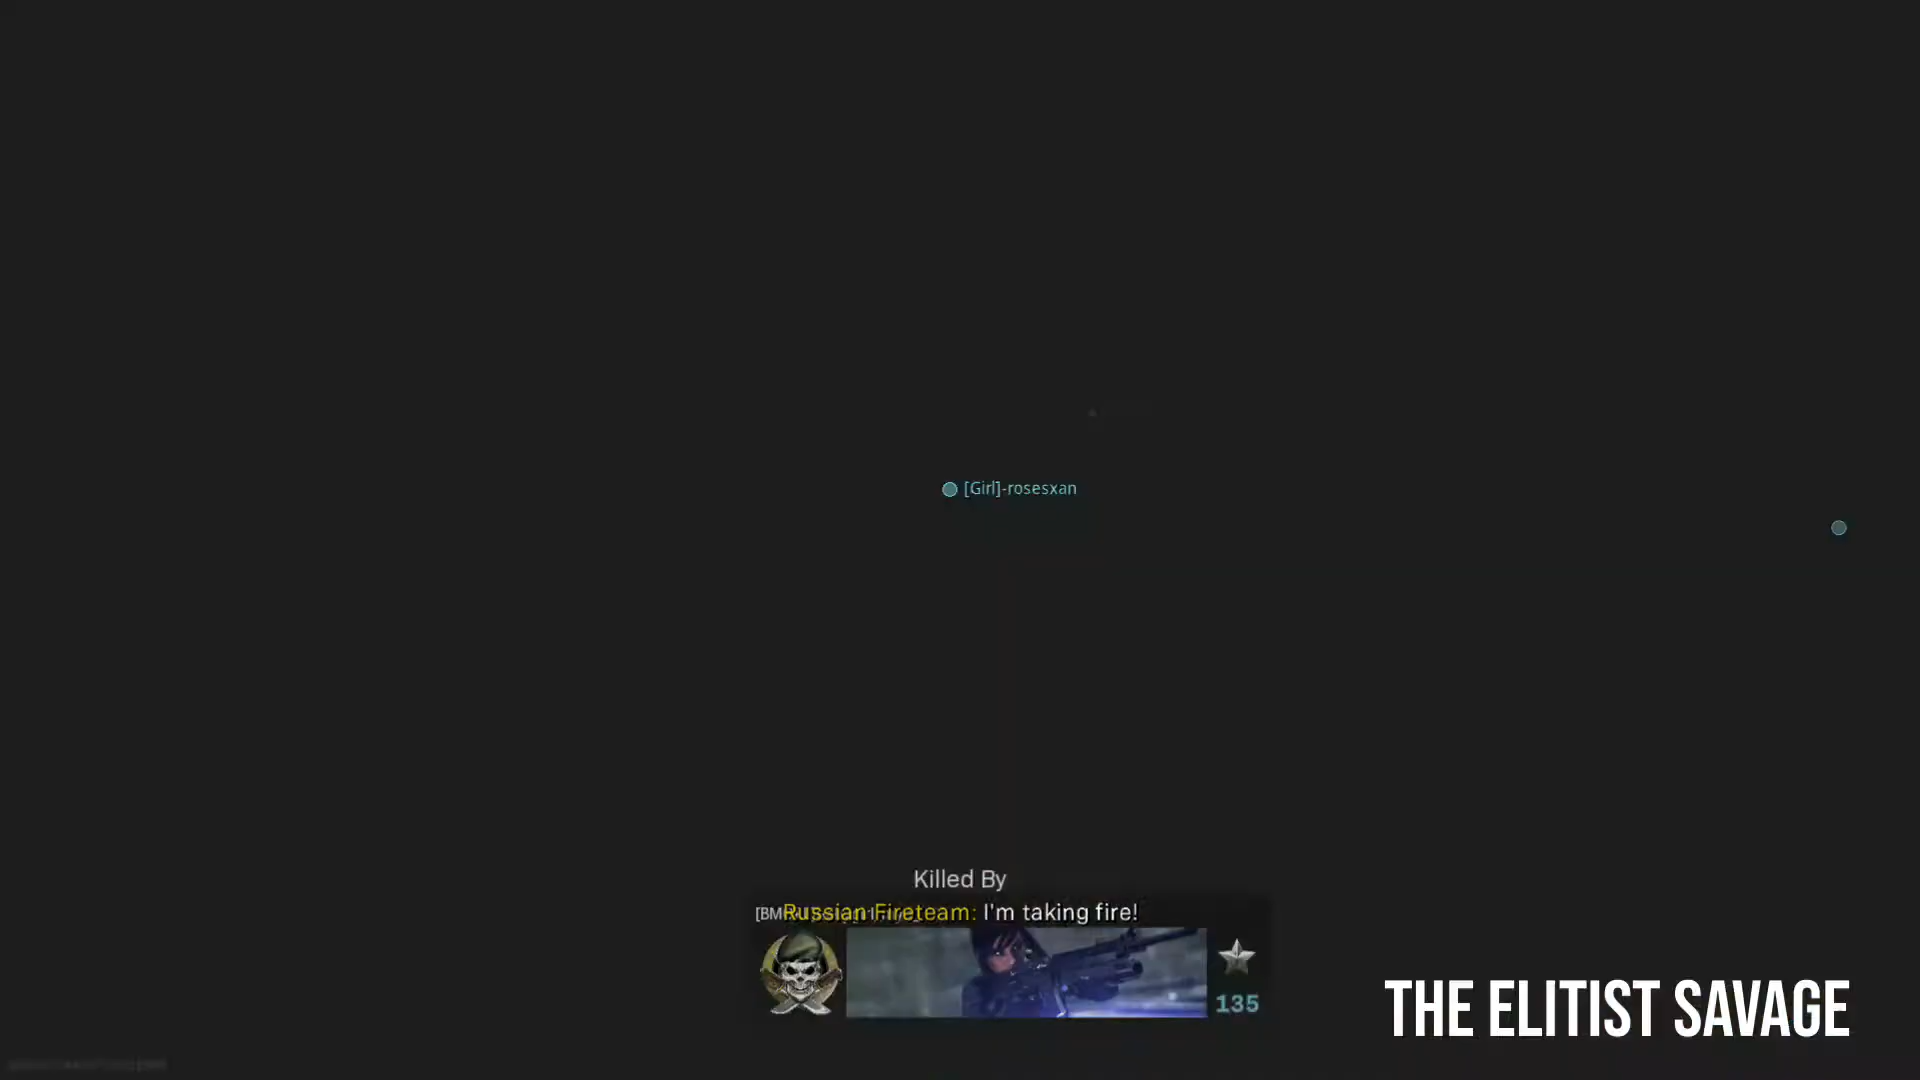 [Girl]-rosesxan
Killed By
Russian Fireteam: I'm taking fire!
135
THE ELITIST SAVAGE